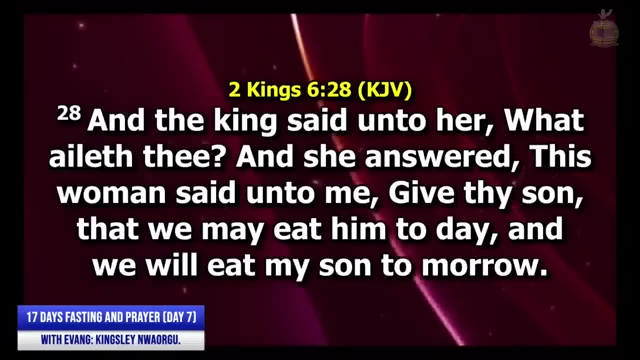 2 Kings 6:28 (KJV)
28 And the king said unto her, What
aileth thee? And she answered, This
woman said unto me, Give thy son,
that we may eat him to day, and
we will eat my son to morrow.
17 DAYS FASTING AND PRAYER (DAY 7)
WITH EVANG: KINGSLEY NWAORGU.